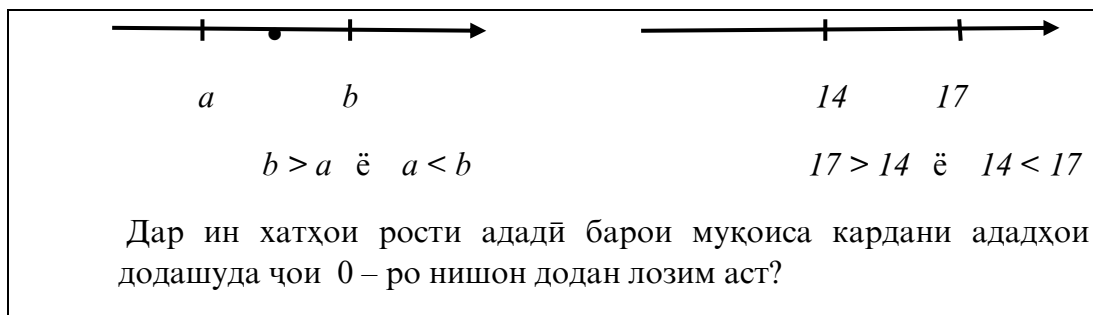 a b 14 17
b > a ё a < b 17 > 14 ё 14 < 17
Дар ин хатҳои рости ададӣ барои муқоиса кардани ададҳои
додашуда ҷои 0 – ро нишон додан лозим аст?